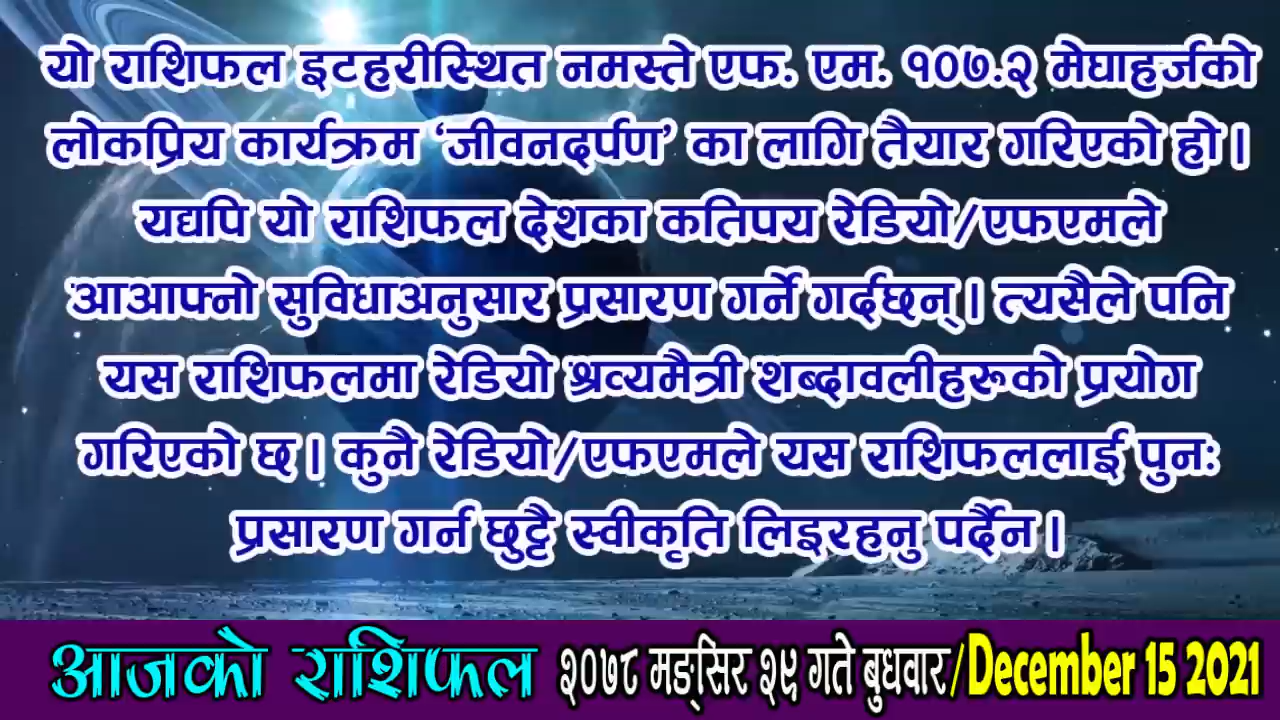 यो राशिफल इटहरीस्थित नमस्ते एफ. एम. १०७.२ मेघाहर्जको
लोकप्रिय कार्यक्रम ‘जीवनदर्पण’ का लागि तैयार गरिएको हो ।
यद्यपि यो राशिफल देशका कतिपय रेडियो/एफएमले
आआफ्नो सुविधाअनुसार प्रसारण गर्ने गर्दछन् । त्यसैले पनि
यस राशिफलमा रेडियो श्रव्यमैत्री शब्दावलीहरूको प्रयोग
गरिएको छ । कुनै रेडियो/एफएमले यस राशिफललाई पुनः
प्रसारण गर्न छुट्टै स्वीकृति लिइरहनु पर्दैन ।
आजको राशिफल २०७८ मङ्सिर २९ गते बुधवार/December 15 2021